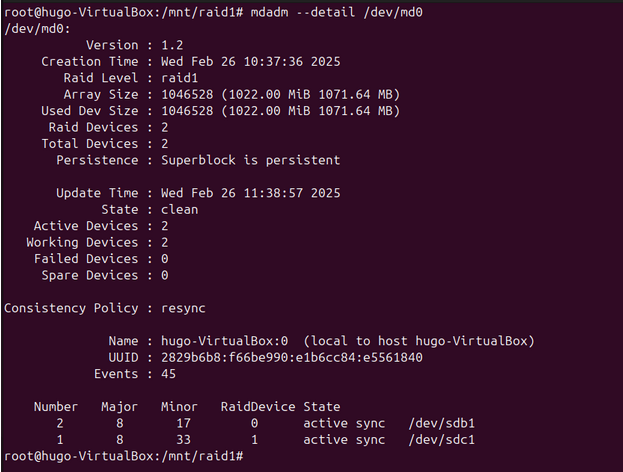 root@hugo-VirtualBox:/mnt/raid1# mdadm --detail /dev/md0
/dev/md0:
Version : 1.2
Creation Time : Wed Feb 26 10:37:36 2025
Raid Level : raid1
Array Size : 1046528 (1022.00 MiB 1071.64 MB)
Used Dev Size : 1046528 (1022.00 MiB 1071.64 MB)
Raid Devices : 2
Total Devices : 2
Persistence : Superblock is persistent
Update Time : Wed Feb 26 11:38:57 2025
State : clean
Active Devices : 2
Working Devices : 2
Failed Devices : 0
Spare Devices : 0
Consistency Policy : resync
Name : hugo-VirtualBox:0  (local to host hugo-VirtualBox)
UUID : 2829b6b8:f66be990:e1b6cc84:e5561840
Events : 45
Number   Major   Minor   RaidDevice State
2       8       17        0      active sync   /dev/sdb1
1       8       33        1      active sync   /dev/sdc1
root@hugo-VirtualBox:/mnt/raid1#